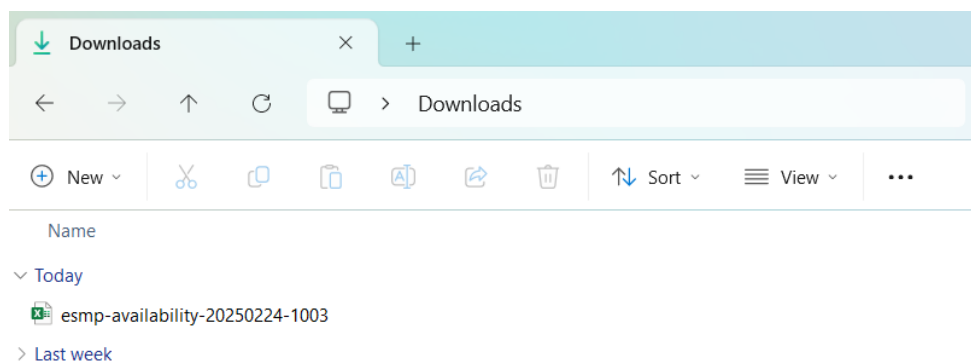 Downloads
Downloads
New Sort View
Name
Today
esmp-availability-20250224-1003
Last week